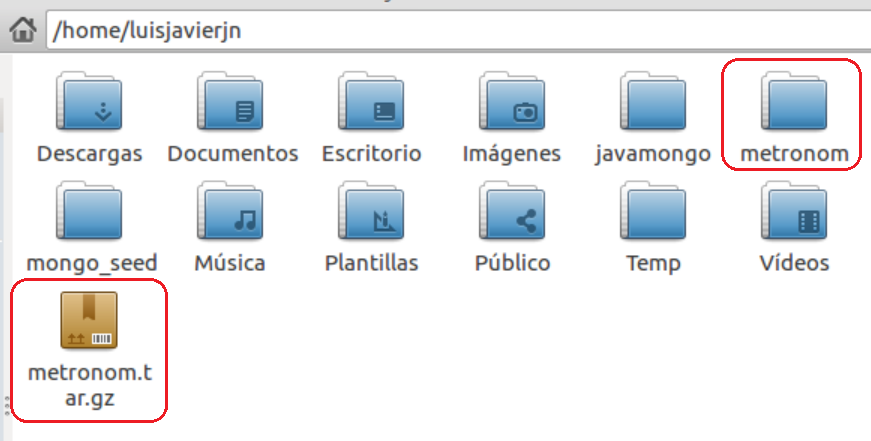 /home/luisjavierjn
Descargas Documentos Escritorio Imágenes javamongo metronom
mongo_seed Música Plantillas Público Temp Vídeos
metronom.t
ar.gz